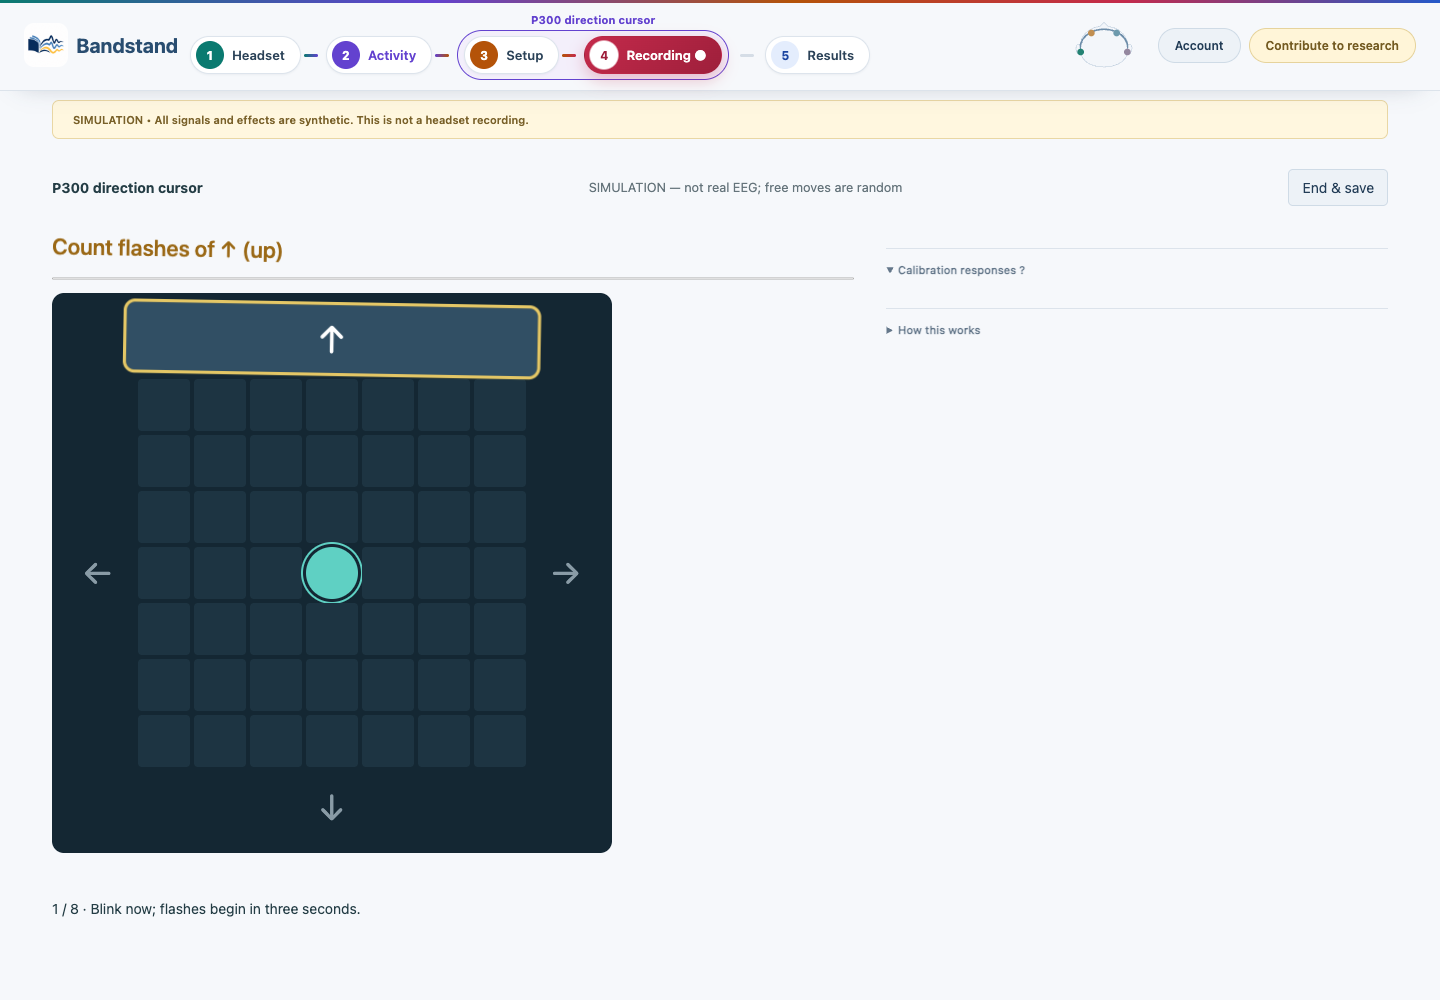 P300 direction cursor
Bandstand
1 Headset
2 Activity
3 Setup
4 Recording
5 Results
Account
Contribute to research
SIMULATION • All signals and effects are synthetic. This is not a headset recording.
P300 direction cursor
SIMULATION — not real EEG; free moves are random
End & save
Count flashes of ↑ (up)
▼ Calibration responses ?
▶ How this works
↑
←
→
↓
1 / 8 · Blink now; flashes begin in three seconds.